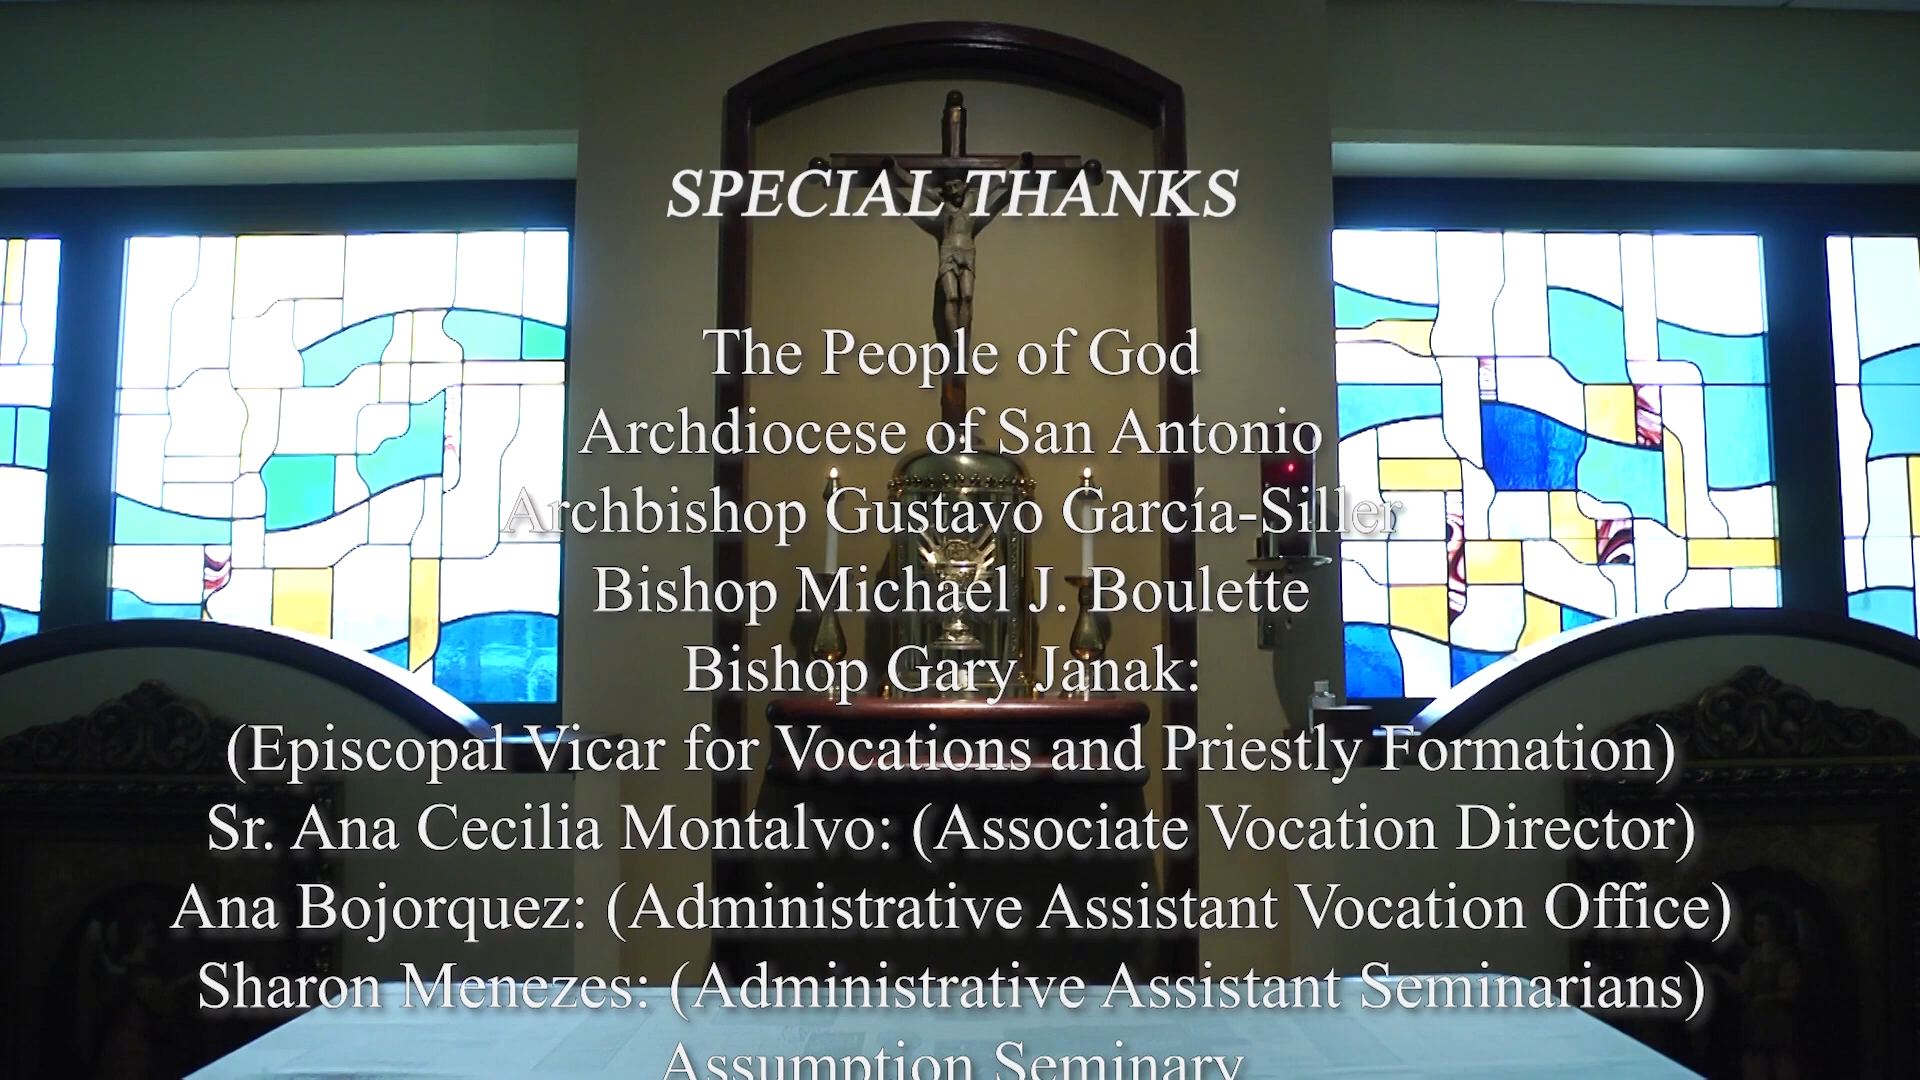 SPECIAL THANKS
The People of God
Archdiocese of San Antonio
Archbishop Gustavo García-Siller
Bishop Michael J. Boulette
Bishop Gary Janak:
(Episcopal Vicar for Vocations and Priestly Formation)
Sr. Ana Cecilia Montalvo: (Associate Vocation Director)
Ana Bojorquez: (Administrative Assistant Vocation Office)
Sharon Menezes: (Administrative Assistant Seminarians)
Assumption Seminary